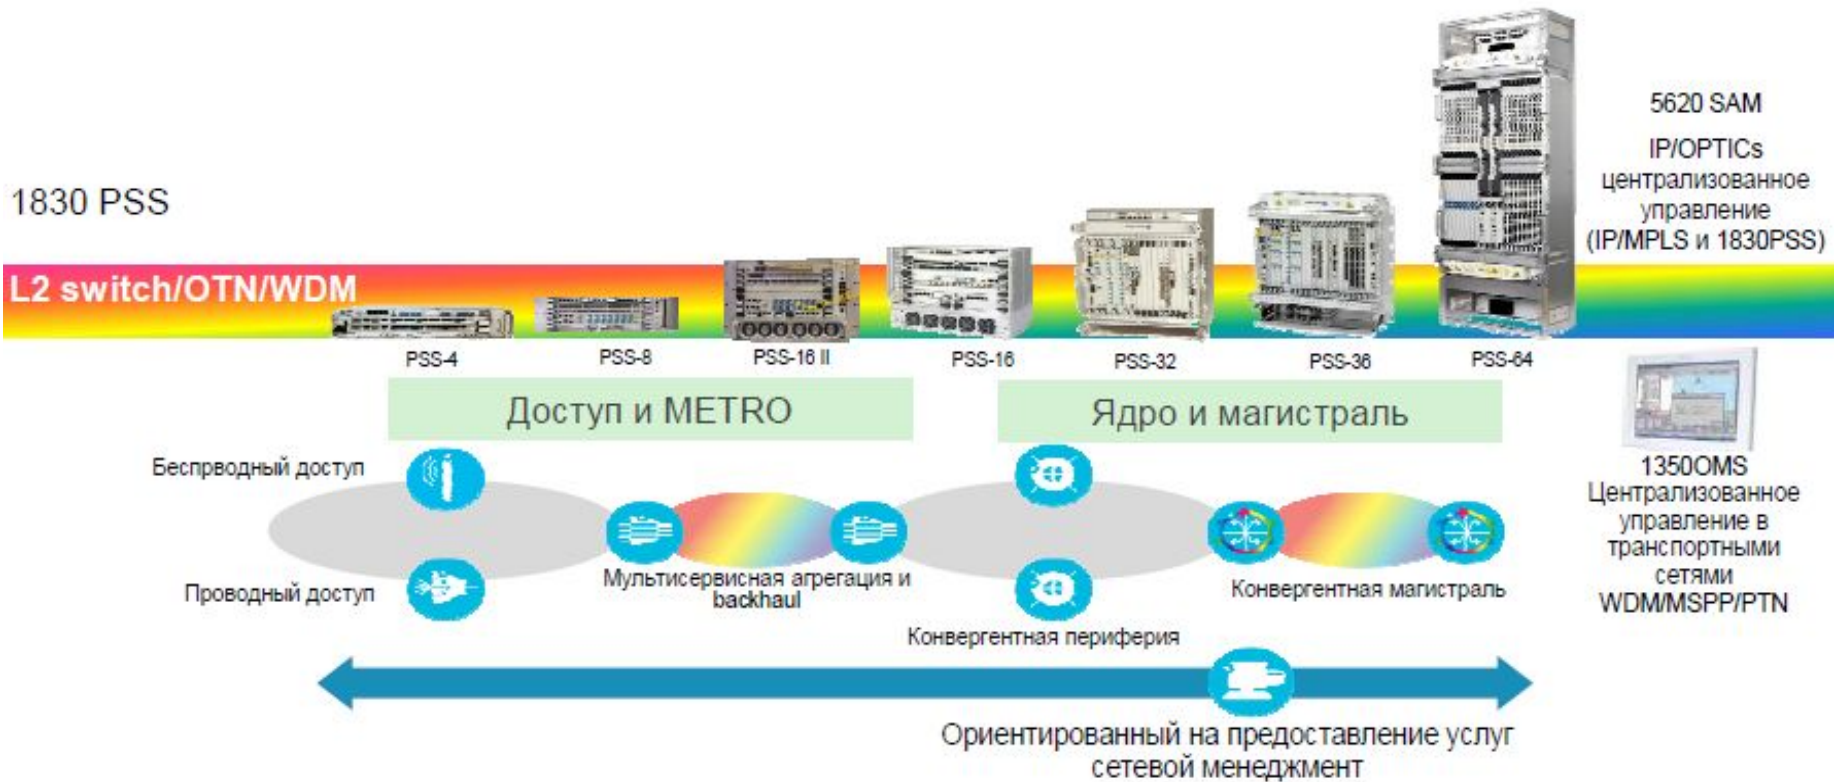 5620 SAM
IP/OPTICs
централизованное
управление
(IP/MPLS и 1830PSS)
1830 PSS
L2 switch/OTN/WDM
PSS-4
PSS-8
PSS-16 II
PSS-16
PSS-32
PSS-36
PSS-64
Доступ и METRO
Ядро и магистраль
Беспрводный доступ
Проводный доступ
Мультисервисная агрегация и
backhaul
Конвергентная периферия
Конвергентная магистраль
1350OMS
Централизованное
управление в
транспортными
сетями
WDM/MSPP/PTN
Ориентированный на предоставление услуг
сетевой менеджмент